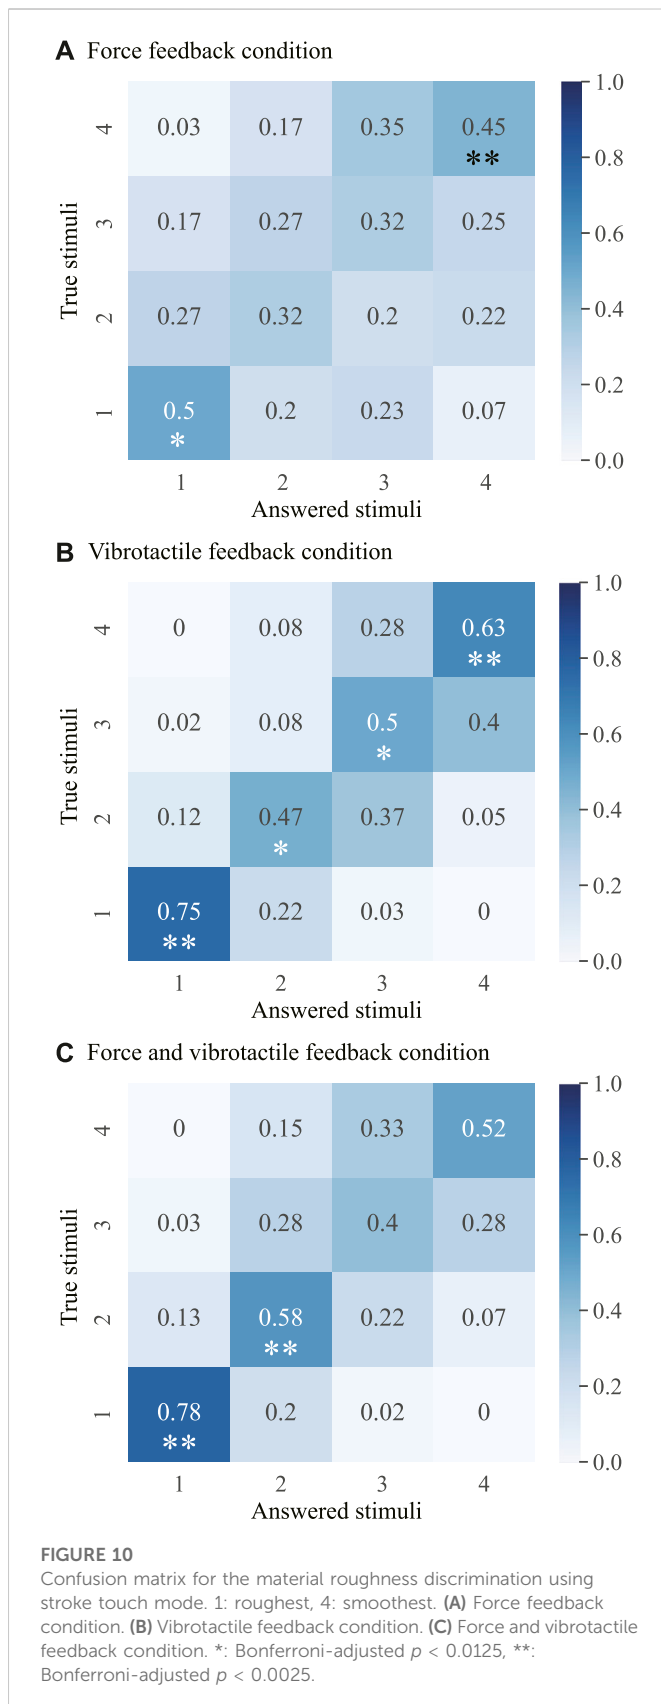 A Force feedback condition
4 0.03 0.17 0.35 0.45 1.0
**
0.8
3 0.17 0.27 0.32 0.25 0.6
True stimuli
2 0.27 0.32 0.2 0.22 0.4
0.2
1 0.5 0.2 0.23 0.07
*
0.0
1 2 3 4
Answered stimuli
B Vibrotactile feedback condition
4 0 0.08 0.28 0.63 1.0
**
0.8
3 0.02 0.08 0.5 0.4 0.6
*
True stimuli
2 0.12 0.47 0.37 0.05 0.4
*
0.2
1 0.75 0.22 0.03 0
**
0.0
1 2 3 4
Answered stimuli
C Force and vibrotactile feedback condition
4 0 0.15 0.33 0.52 1.0
0.8
3 0.03 0.28 0.4 0.28 0.6
True stimuli
2 0.13 0.58 0.22 0.07 0.4
**
0.2
1 0.78 0.2 0.02 0
**
0.0
1 2 3 4
Answered stimuli
FIGURE 10
Confusion matrix for the material roughness discrimination using
stroke touch mode. 1: roughest, 4: smoothest. (A) Force feedback
condition. (B) Vibrotactile feedback condition. (C) Force and vibrotactile
feedback condition. *: Bonferroni-adjusted p < 0.0125, **:
Bonferroni-adjusted p < 0.0025.